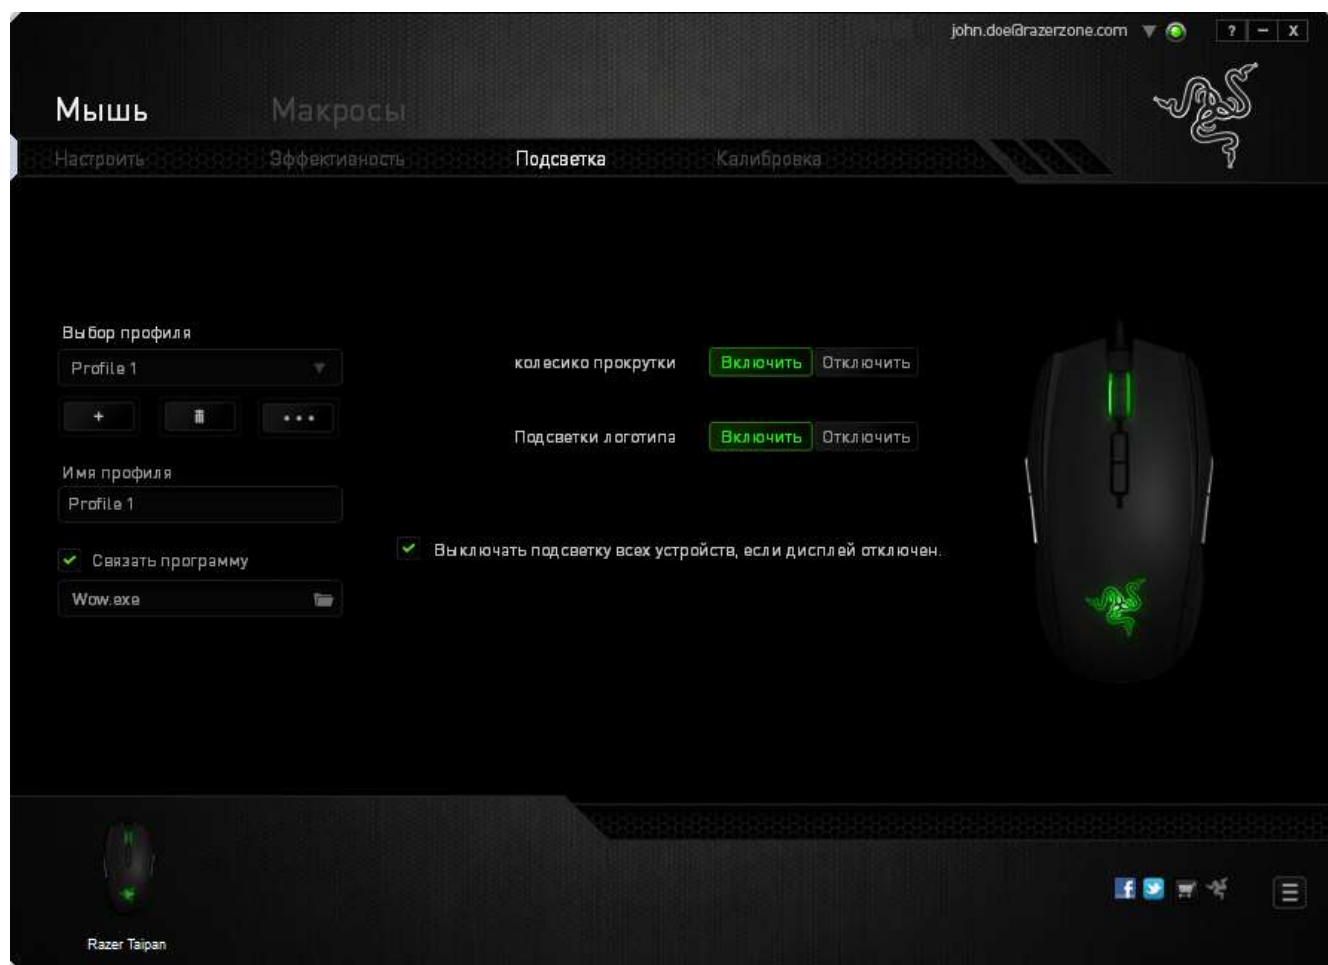 john.doe@razerzone.com
? – X
Мышь Макросы
Настроить Эффективность Подсветка Калибровка
Выбор профиля
Profile 1
колесико прокрутки Включить Отключить
+ •••
Подсветки логотипа Включить Отключить
Имя профиля
Profile 1
Связать программу
Выключать подсветку всех устройств, если дисплей отключен.
Wow.exe
f
Razer Taipan